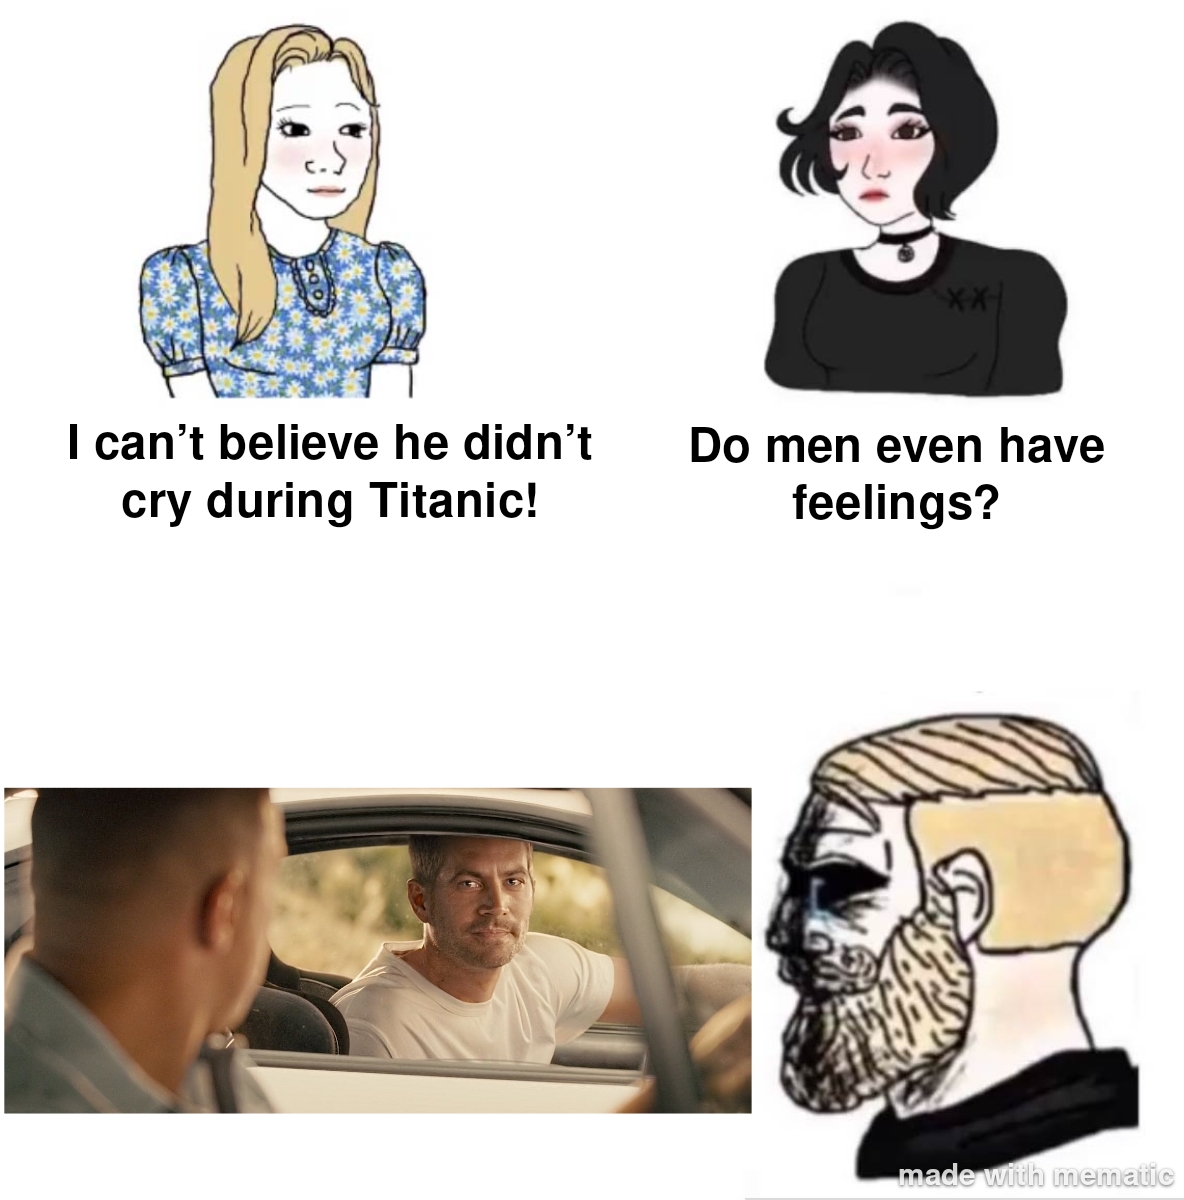 I can’t believe he didn’t
cry during Titanic!
Do men even have
feelings?
made with mematic